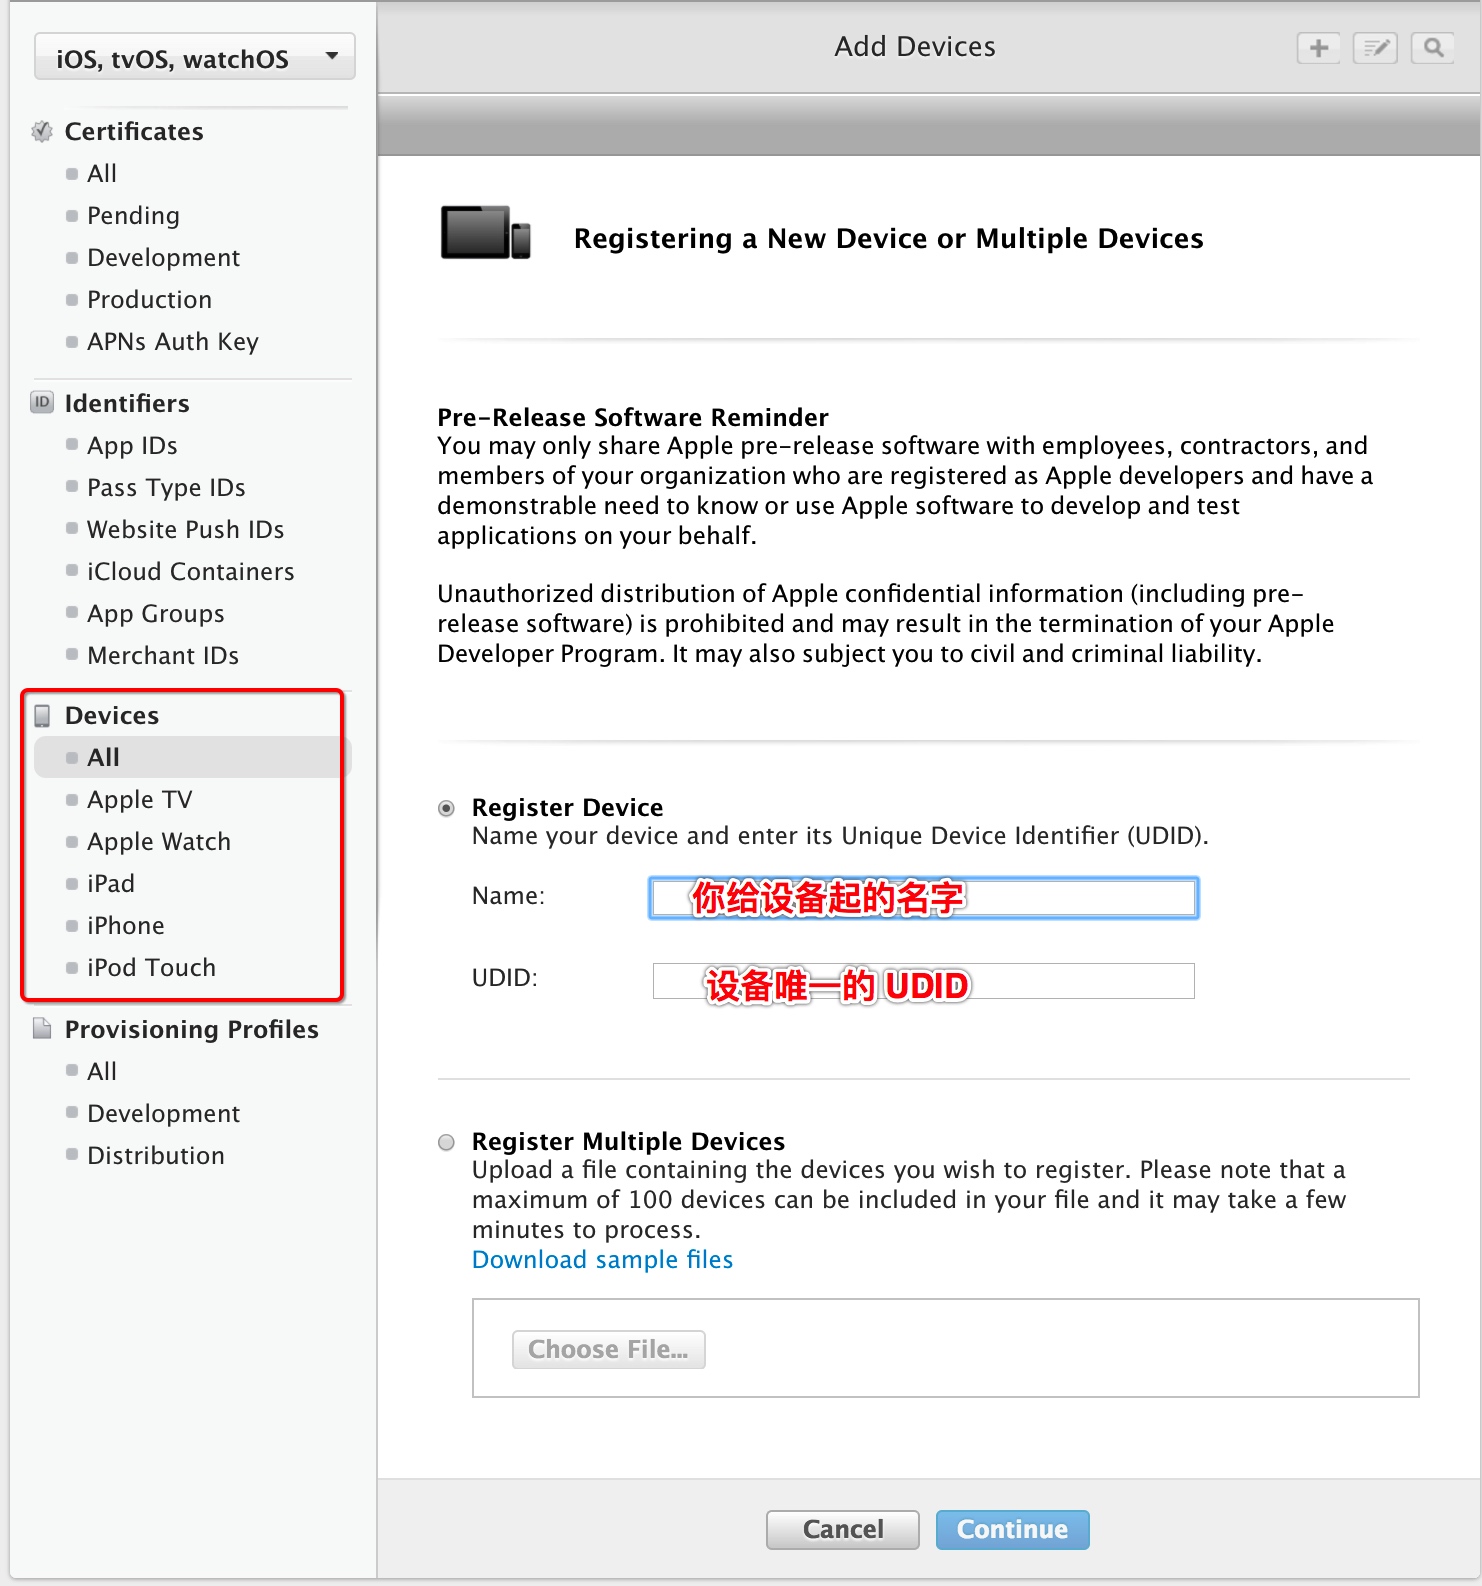 iOS, tvOS, watchOS
Certificates
All
Pending
Development
Production
APNs Auth Key
ID
Identifiers
App IDs
Pass Type IDs
Website Push IDs
iCloud Containers
App Groups
Merchant IDs
Devices
All
Apple TV
Apple Watch
iPad
iPhone
iPod Touch
Provisioning Profiles
All
Development
Distribution
Add Devices
Registering a New Device or Multiple Devices
Pre-Release Software Reminder
You may only share Apple pre-release software with employees, contractors, and
members of your organization who are registered as Apple developers and have a
demonstrable need to know or use Apple software to develop and test
applications on your behalf.
Unauthorized distribution of Apple confidential information (including pre-
release software) is prohibited and may result in the termination of your Apple
Developer Program. It may also subject you to civil and criminal liability.
Register Device
Name your device and enter its Unique Device Identifier (UDID).
Name: 你给设备起的名字
UDID: 设备唯一的 UDID
Register Multiple Devices
Upload a file containing the devices you wish to register. Please note that a
maximum of 100 devices can be included in your file and it may take a few
minutes to process.
Download sample files
Choose File...
Cancel Continue